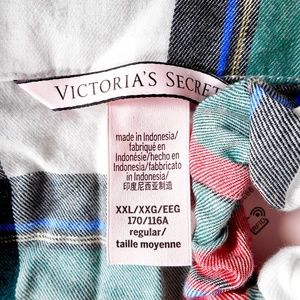 VICTORIA'S SECRET
made in Indonesia/
fabriqué en
Indonésie/hecho en
Indonesia/fabbricato
in Indonesia/
印度尼西亚制造
XXL/XXG/EEG
170/116A
regular/
taille moyenne